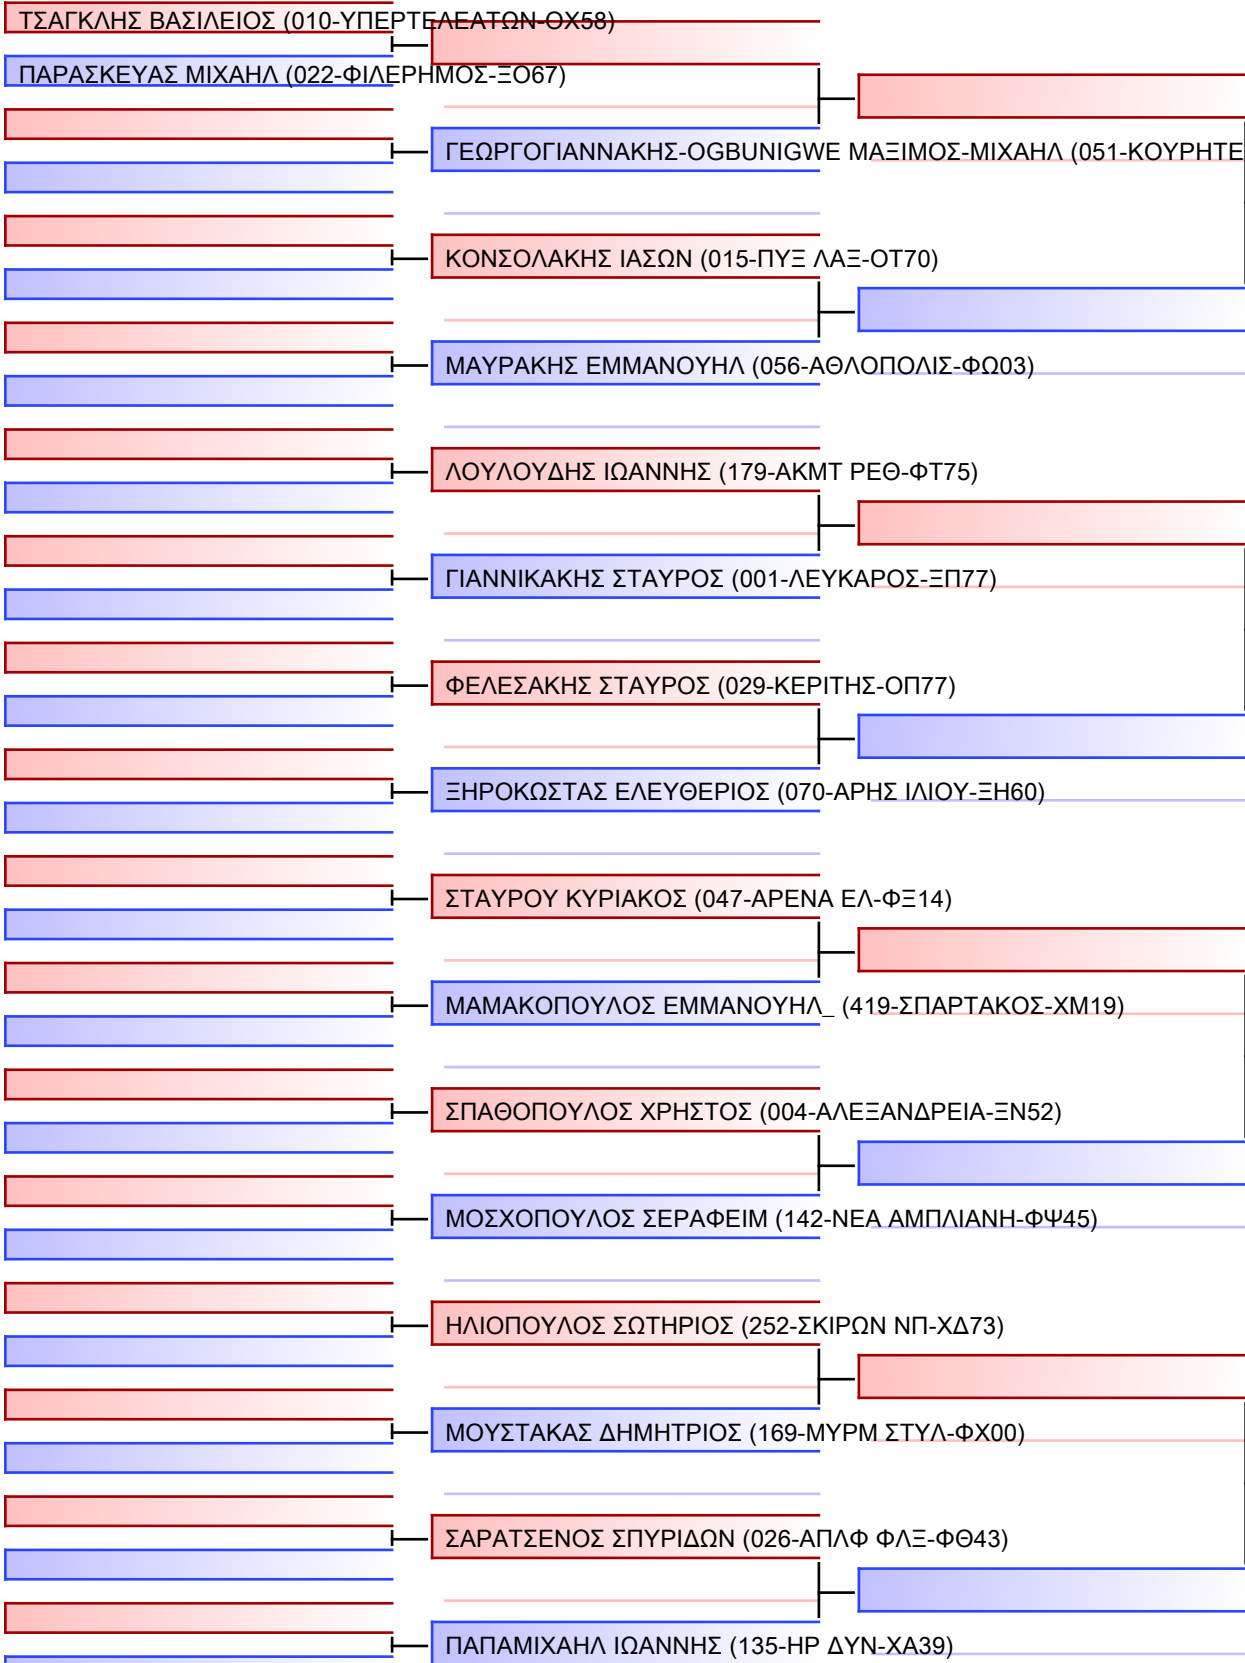 ΤΣΑΓΚΛΗΣ ΒΑΣΙΛΕΙΟΣ (010-ΥΠΕΡΤΕΛΕΑΤΩΝ-ΟΧ58)
ΠΑΡΑΣΚΕΥΑΣ ΜΙΧΑΗΛ (022-ΦΙΛΕΡΗΜΟΣ-ΞΟ67)
ΓΕΩΡΓΟΓΙΑΝΝΑΚΗΣ-OGBUNIGWE ΜΑΞΙΜΟΣ-ΜΙΧΑΗΛ (051-ΚΟΥΡΗΤΕ
ΚΟΝΣΟΛΑΚΗΣ ΙΑΣΩΝ (015-ΠΥΞ ΛΑΞ-ΟΤ70)
ΜΑΥΡΑΚΗΣ ΕΜΜΑΝΟΥΗΛ (056-ΑΘΛΟΠΟΛΙΣ-ΦΩ03)
ΛΟΥΛΟΥΔΗΣ ΙΩΑΝΝΗΣ (179-ΑΚΜΤ ΡΕΘ-ΦΤ75)
ΓΙΑΝΝΙΚΑΚΗΣ ΣΤΑΥΡΟΣ (001-ΛΕΥΚΑΡΟΣ-ΞΠ77)
ΦΕΛΕΣΑΚΗΣ ΣΤΑΥΡΟΣ (029-ΚΕΡΙΤΗΣ-ΟΠ77)
ΞΗΡΟΚΩΣΤΑΣ ΕΛΕΥΘΕΡΙΟΣ (070-ΑΡΗΣ ΙΛΙΟΥ-ΞΗ60)
ΣΤΑΥΡΟΥ ΚΥΡΙΑΚΟΣ (047-ΑΡΕΝΑ ΕΛ-ΦΞ14)
ΜΑΜΑΚΟΠΟΥΛΟΣ ΕΜΜΑΝΟΥΗΛ_ (419-ΣΠΑΡΤΑΚΟΣ-ΧΜ19)
ΣΠΑΘΟΠΟΥΛΟΣ ΧΡΗΣΤΟΣ (004-ΑΛΕΞΑΝΔΡΕΙΑ-ΞΝ52)
ΜΟΣΧΟΠΟΥΛΟΣ ΣΕΡΑΦΕΙΜ (142-ΝΕΑ ΑΜΠΛΙΑΝΗ-ΦΨ45)
ΗΛΙΟΠΟΥΛΟΣ ΣΩΤΗΡΙΟΣ (252-ΣΚΙΡΩΝ ΝΠ-ΧΔ73)
ΜΟΥΣΤΑΚΑΣ ΔΗΜΗΤΡΙΟΣ (169-ΜΥΡΜ ΣΤΥΛ-ΦΧ00)
ΣΑΡΑΤΣΕΝΟΣ ΣΠΥΡΙΔΩΝ (026-ΑΠΛΦ ΦΛΞ-ΦΘ43)
ΠΑΠΑΜΙΧΑΗΛ ΙΩΑΝΝΗΣ (135-ΗΡ ΔΥΝ-ΧΑ39)